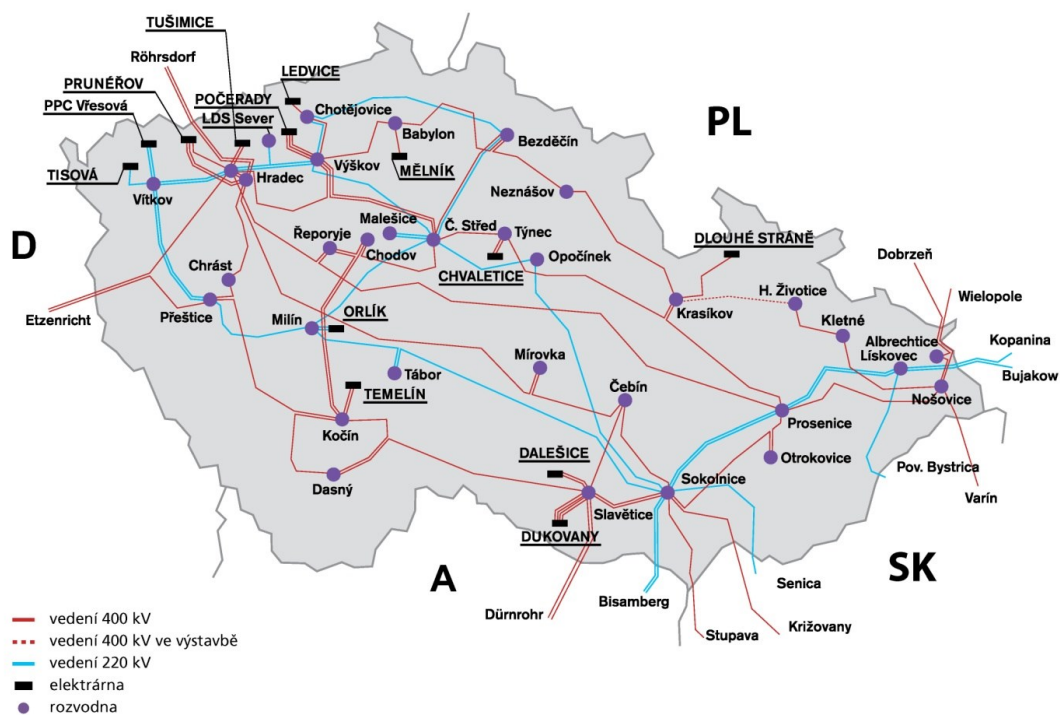 TUŠIMICE
Röhrsdorf
LEDVICE
PRUNÉŘOV
POČERADY
PPC Vřesová
LDS Sever
Chotějovice
Babylon
Bezděčín
PL
TISOVÁ
Vítkov
Hradec
Výškov
MĚLNÍK
Neznášov
D
Malešice
Č. Střed
Týnec
Řeporyje
Chodov
Opočínek
DLOUHÉ STRÁNĚ
Dobrzeń
CHVALETICE
Chrást
H. Životice
Wielopole
Etzenricht
Přeštice
Milín
ORLÍK
Krasíkov
Kletné
Albrechtice
Kopanina
Lískovec
Bujakow
Mírovka
Tábor
TEMELÍN
Čebín
Nošovice
Kočín
Prosenice
DALEŠICE
Otrokovice
Pov. Bystrica
Dasný
Sokolnice
Varín
Slavětice
DUKOVANY
SK
A
Senica
Bisamberg
Dürnrohr
Križovany
Stupava
vedení 400 kV
vedení 400 kV ve výstavbě
vedení 220 kV
elektrárna
rozvodna